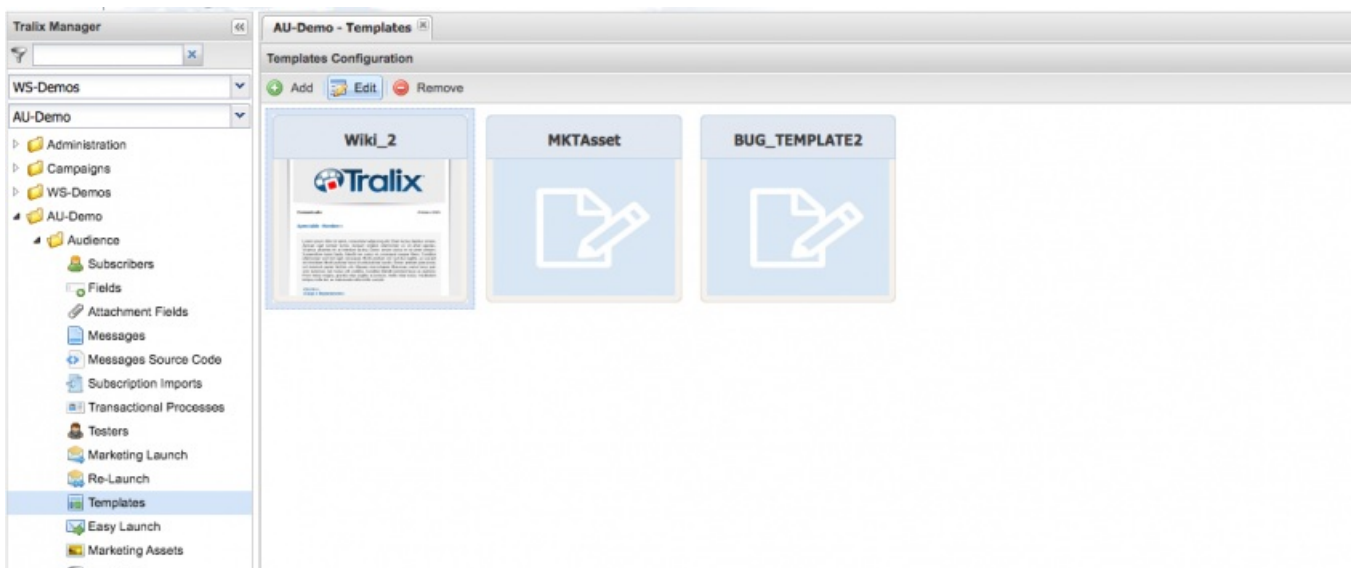 Tralix Manager
WS-Demos
AU-Demo
Administration
Campaigns
WS-Demos
AU-Demo
Audience
Subscribers
Fields
Attachment Fields
Messages
Messages Source Code
Subscription Imports
Transactional Processes
Testers
Marketing Launch
Re-Launch
Templates
Easy Launch
Marketing Assets
AU-Demo - Templates
Templates Configuration
Add Edit Remove
Wiki_2
Tralix
MKTAsset
BUG_TEMPLATE2